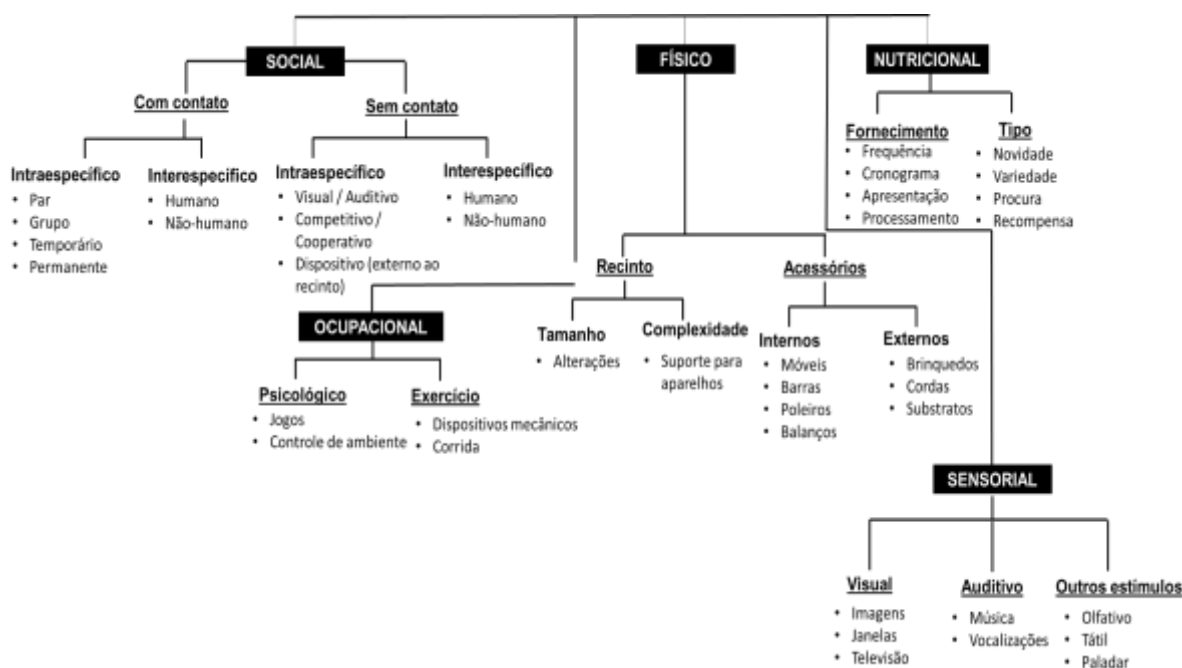 SOCIAL
Com contato
Intraespecífico
• Par
• Grupo
• Temporário
• Permanente
Interespecífico
• Humano
• Não-humano
Sem contato
Intraespecífico
• Visual / Auditivo
• Competitivo /
Cooperativo
• Dispositivo (externo ao
recinto)
Interespecífico
• Humano
• Não-humano
OCUPACIONAL
Psicológico
• Jogos
• Controle de ambiente
Exercício
• Dispositivos mecânicos
• Corrida
FÍSICO
Recinto
Tamanho
• Alterações
Complexidade
• Suporte para
aparelhos
Acessórios
Internos
• Móveis
• Barras
• Poleiros
• Balanços
Externos
• Brinquedos
• Cordas
• Substratos
NUTRICIONAL
Fornecimento
• Frequência
• Cronograma
• Apresentação
• Processamento
Tipo
• Novidade
• Variedade
• Procura
• Recompensa
SENSORIAL
Visual
• Imagens
• Janelas
• Televisão
Auditivo
• Música
• Vocalizações
Outros estimulos
• Olfativo
• Tátil
• Paladar